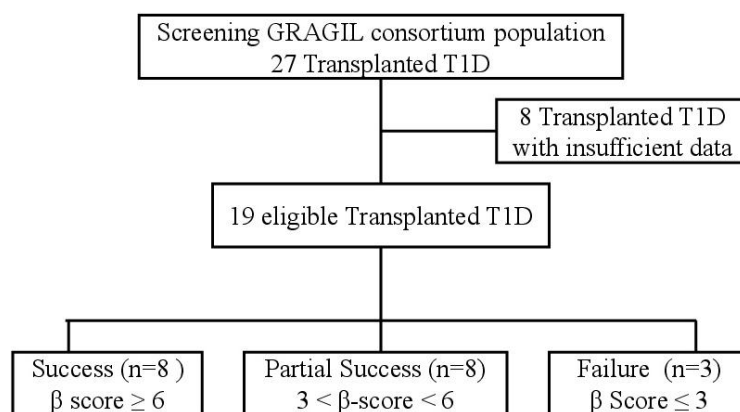 Screening GRAGIL consortium population
27 Transplanted T1D
8 Transplanted T1D
with insufficient data
19 eligible Transplanted T1D
Success (n=8 )
β score ≥ 6
Partial Success (n=8)
3 < β-score < 6
Failure (n=3)
β Score ≤ 3